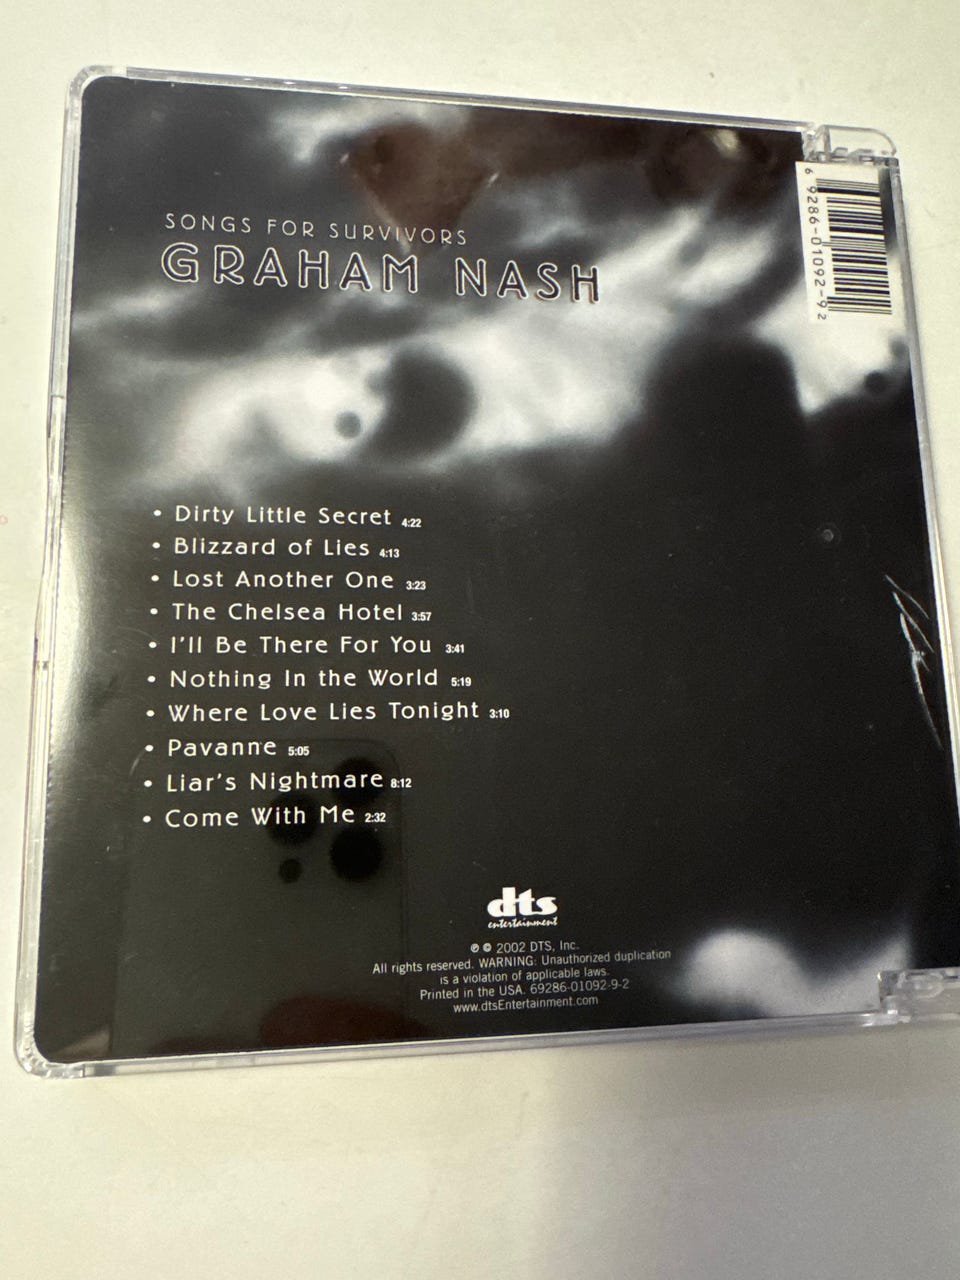 SONGS FOR SURVIVORS
GRAHAM NASH
6 9286-01092-9 2
• Dirty Little Secret 4:22
• Blizzard of Lies 4:13
• Lost Another One 3:23
• The Chelsea Hotel 3:57
• I'll Be There For You 3:41
• Nothing In the World 5:19
• Where Love Lies Tonight 3:10
• Pavanne 5:05
• Liar's Nightmare 8:12
• Come With Me 2:32
dts
entertainment
℗ © 2002 DTS, Inc.
All rights reserved. WARNING: Unauthorized duplication
is a violation of applicable laws.
Printed in the USA. 69286-01092-9-2
www.dtsEntertainment.com